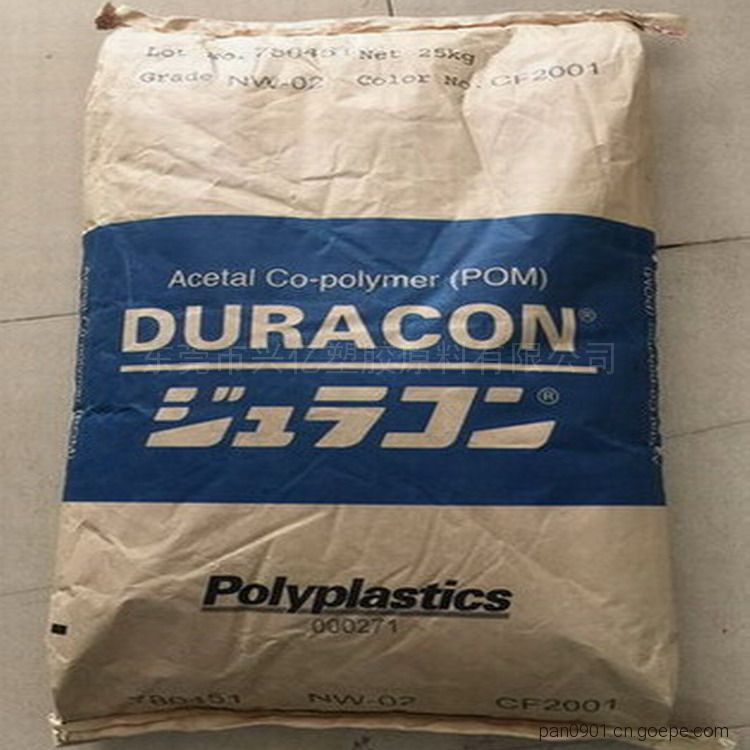 Lot No. 780451 Net 25kg
Grade NW-02 Color No. CF2001
Acetal Co-polymer (POM)
DURACON®
东莞市兴亿塑胶原料有限公司
ジュラコン®
Polyplastics
000271
780451 NW-02 CF2001
pan0901.cn.goepe.com